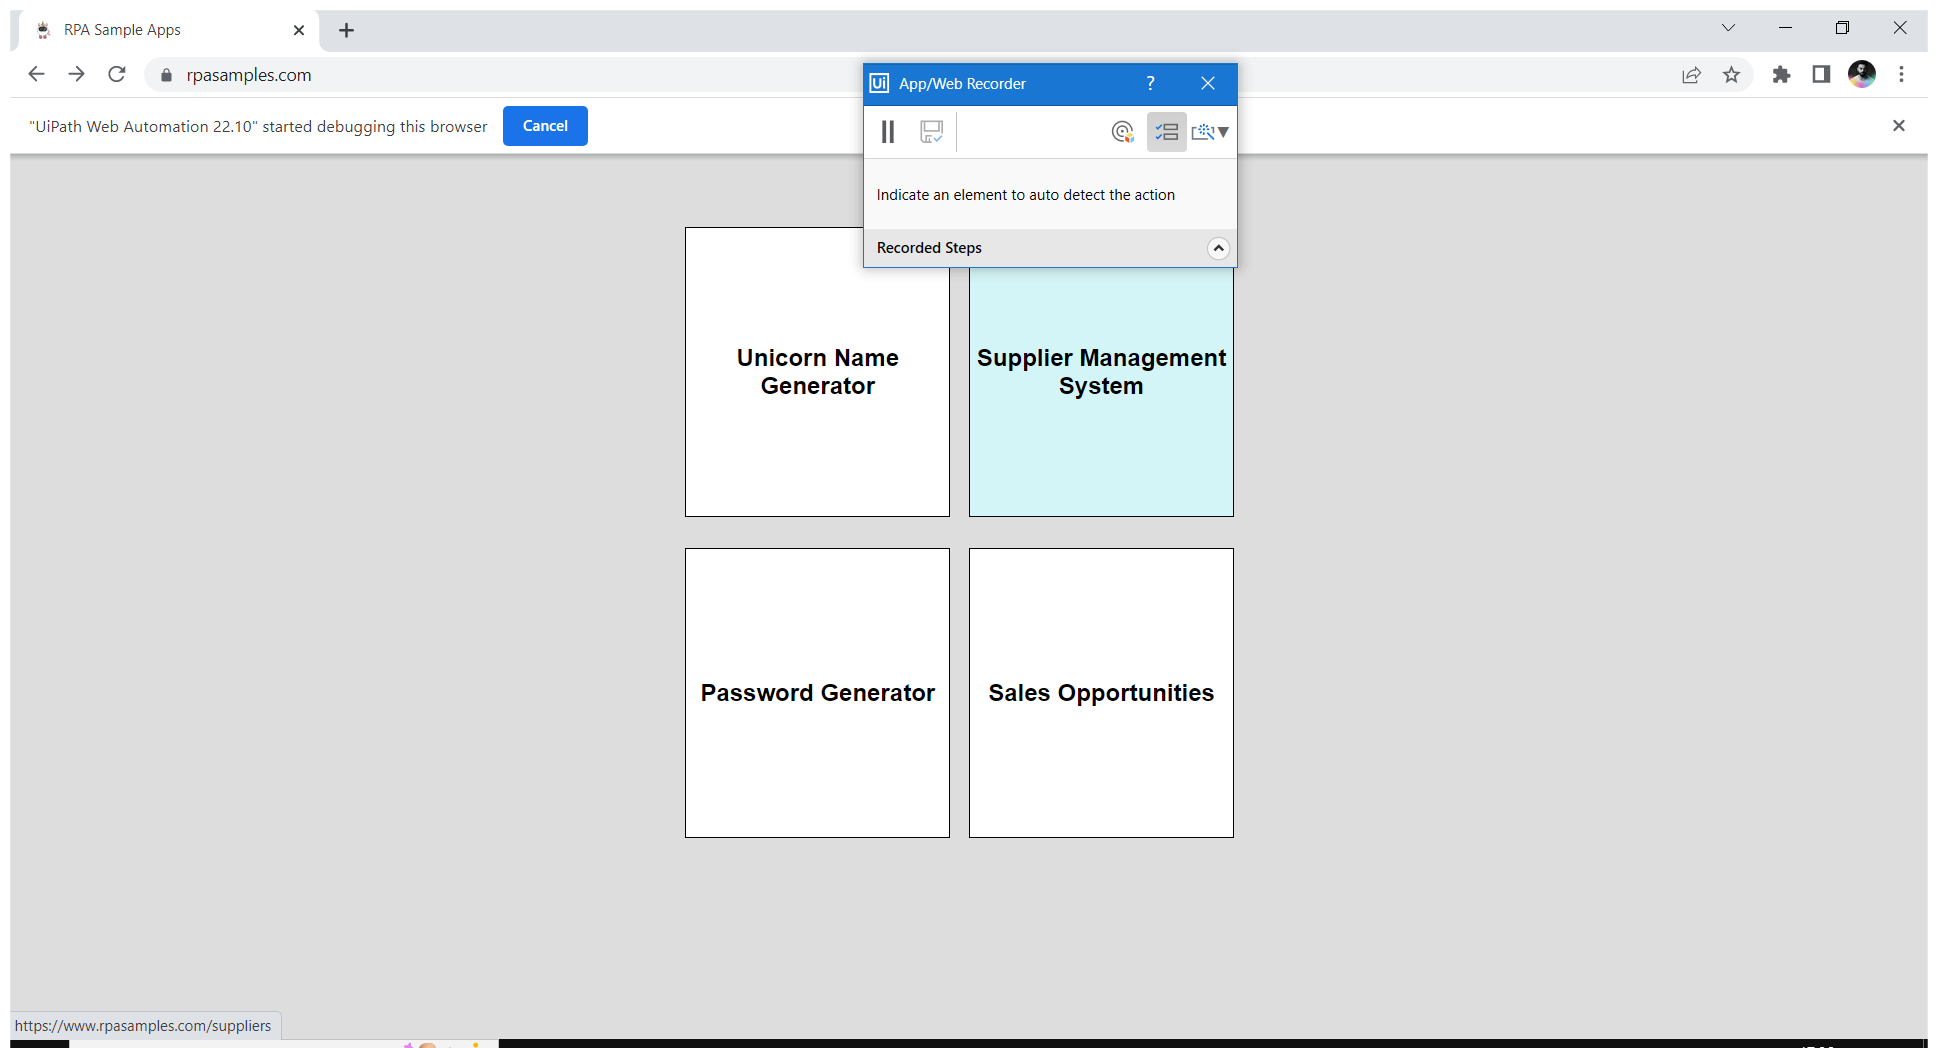 RPA Sample Apps
rpasamples.com
"UiPath Web Automation 22.10" started debugging this browser
Cancel
Ui App/Web Recorder ?
Indicate an element to auto detect the action
Recorded Steps
Unicorn Name
Generator
Supplier Management
System
Password Generator
Sales Opportunities
https://www.rpasamples.com/suppliers